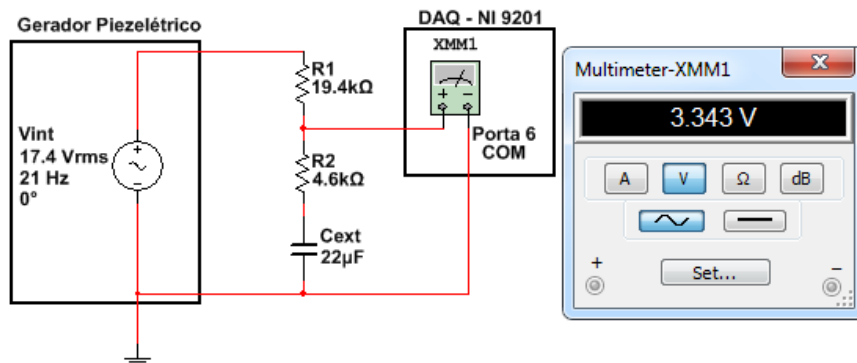 Gerador Piezelétrico
Vint
17.4 Vrms
21 Hz
0°
R1
19.4kΩ
R2
4.6kΩ
Cext
22µF
DAQ - NI 9201
XMM1
+ −
Porta 6
COM
Multimeter-XMM1
3.343 V
A V Ω dB
+ Set... −